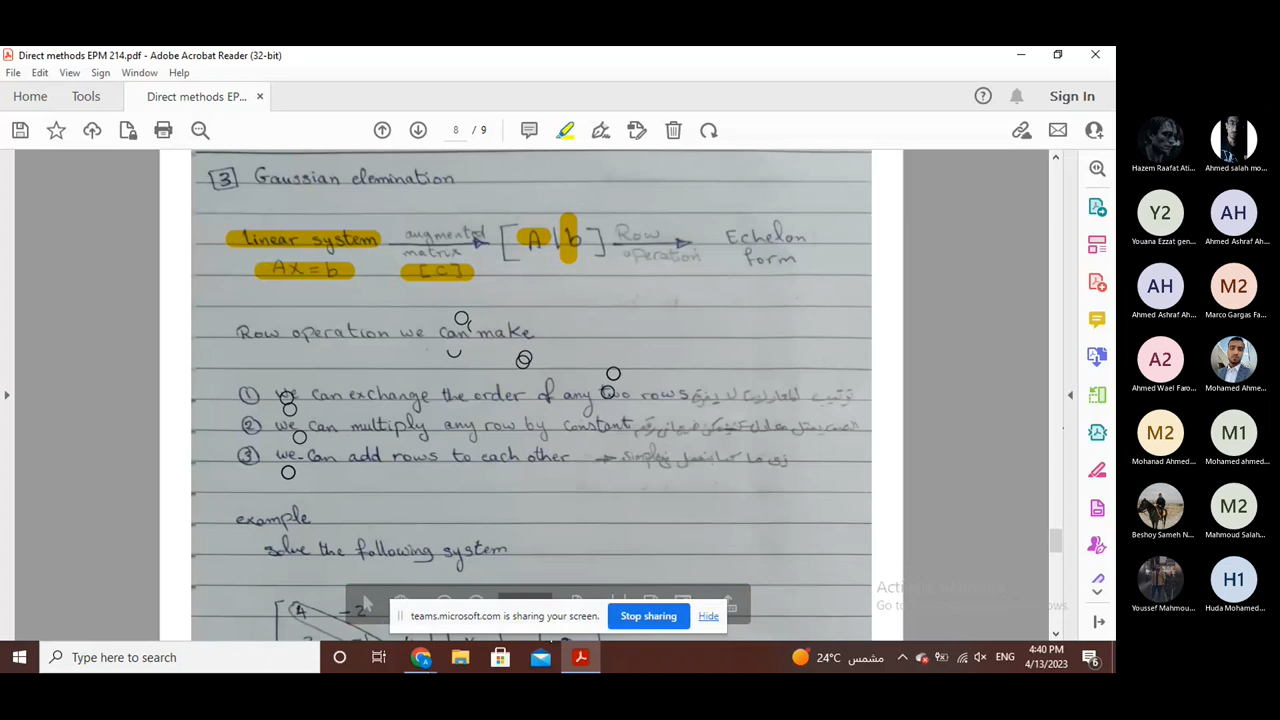 Direct methods EPM 214.pdf - Adobe Acrobat Reader (32-bit)
File Edit View Sign Window Help
Home Tools Direct methods EP... × Sign In
8 / 9
[3] Gaussian elemination
linear system augmented matrix [A | b] Row operation Echelon form
AX = b [C]
Row operation we can make
① we can exchange the order of any two rows
② we can multiply any row by constant
③ we can add rows to each other → simplex
example
solve the following system
4 -2
teams.microsoft.com is sharing your screen. Stop sharing Hide
Type here to search
24°C مشمس ENG 4:40 PM
4/13/2023
6
Hazem Raafat Ati... Ahmed salah mo...
Y2 AH
Youana Ezzat gen... Ahmed Ashraf Ah...
AH M2
Ahmed Ashraf Ah... Marco Gargas Fa...
A2
Ahmed Wael Faro... Mohamed Ahme...
M2 M1
Mohanad Ahmed... Mohamed ahmed...
M2
Beshoy Sameh N... Mahmoud Salah...
H1
Youssef Mahmou... Huda Mohamed...